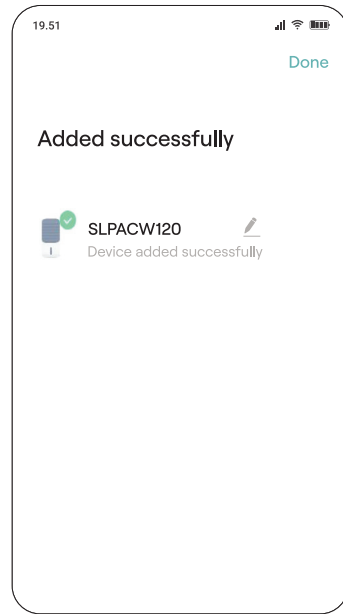 19.51
Done
Added successfully
SLPACW120
Device added successfully